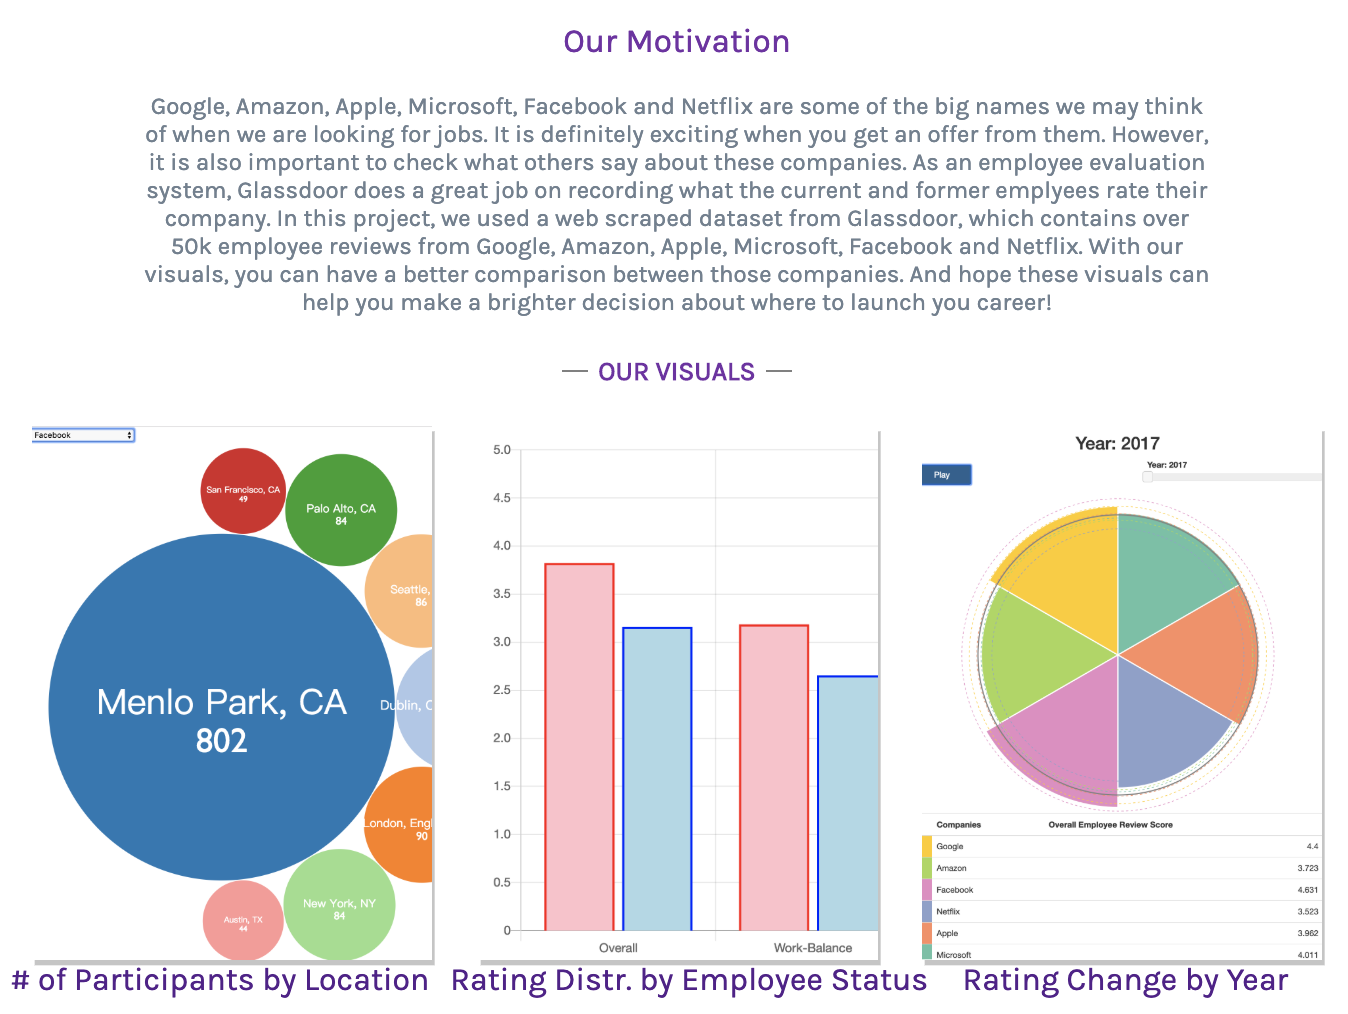 Our Motivation
Google, Amazon, Apple, Microsoft, Facebook and Netflix are some of the big names we may think
of when we are looking for jobs. It is definitely exciting when you get an offer from them. However,
it is also important to check what others say about these companies. As an employee evaluation
system, Glassdoor does a great job on recording what the current and former emplyees rate their
company. In this project, we used a web scraped dataset from Glassdoor, which contains over
50k employee reviews from Google, Amazon, Apple, Microsoft, Facebook and Netflix. With our
visuals, you can have a better comparison between those companies. And hope these visuals can
help you make a brighter decision about where to launch you career!
OUR VISUALS
Facebook
San Francisco, CA
49
Palo Alto, CA
84
Seattle,
86
Menlo Park, CA
802
Dublin, C
London, Eng
90
New York, NY
84
Austin, TX
44
# of Participants by Location
5.0
4.5
4.0
3.5
3.0
2.5
2.0
1.5
1.0
0.5
0
Overall
Work-Balance
Rating Distr. by Employee Status
Year: 2017
Play
Year: 2017
Companies Overall Employee Review Score
Google 4.4
Amazon 3.723
Facebook 4.631
Netflix 3.523
Apple 3.962
Microsoft 4.011
Rating Change by Year